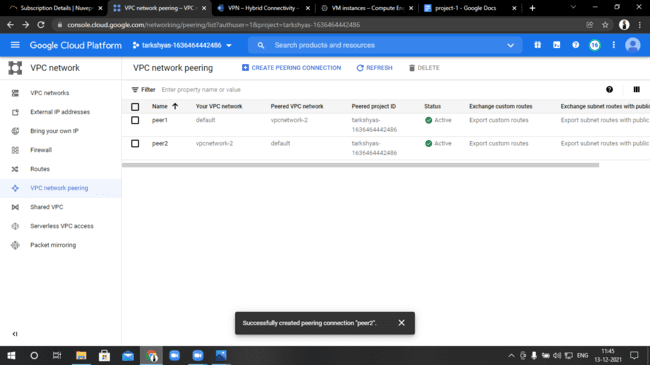 Subscription Details | Nuvep
VPC network peering – VPC
VPN – Hybrid Connectivity –
VM instances – Compute En
project-1 – Google Docs
console.cloud.google.com/networking/peering/list?authuser=1&project=tarkshyas-1636464442486
Google Cloud Platform
tarkshyas-1636464442486
Search products and resources
16
VPC network
VPC network peering
CREATE PEERING CONNECTION
REFRESH
DELETE
VPC networks
External IP addresses
Bring your own IP
Firewall
Routes
VPC network peering
Shared VPC
Serverless VPC access
Packet mirroring
Filter Enter property name or value
Name Your VPC network Peered VPC network Peered project ID Status Exchange custom routes Exchange subnet routes with public
peer1 default vpcnetwork-2 tarkshyas-1636464442486 Active Export custom routes Export subnet routes with public
peer2 vpcnetwork-2 default tarkshyas-1636464442486 Active Export custom routes Export subnet routes with public
Successfully created peering connection "peer2".
ENG
11:45
13-12-2021